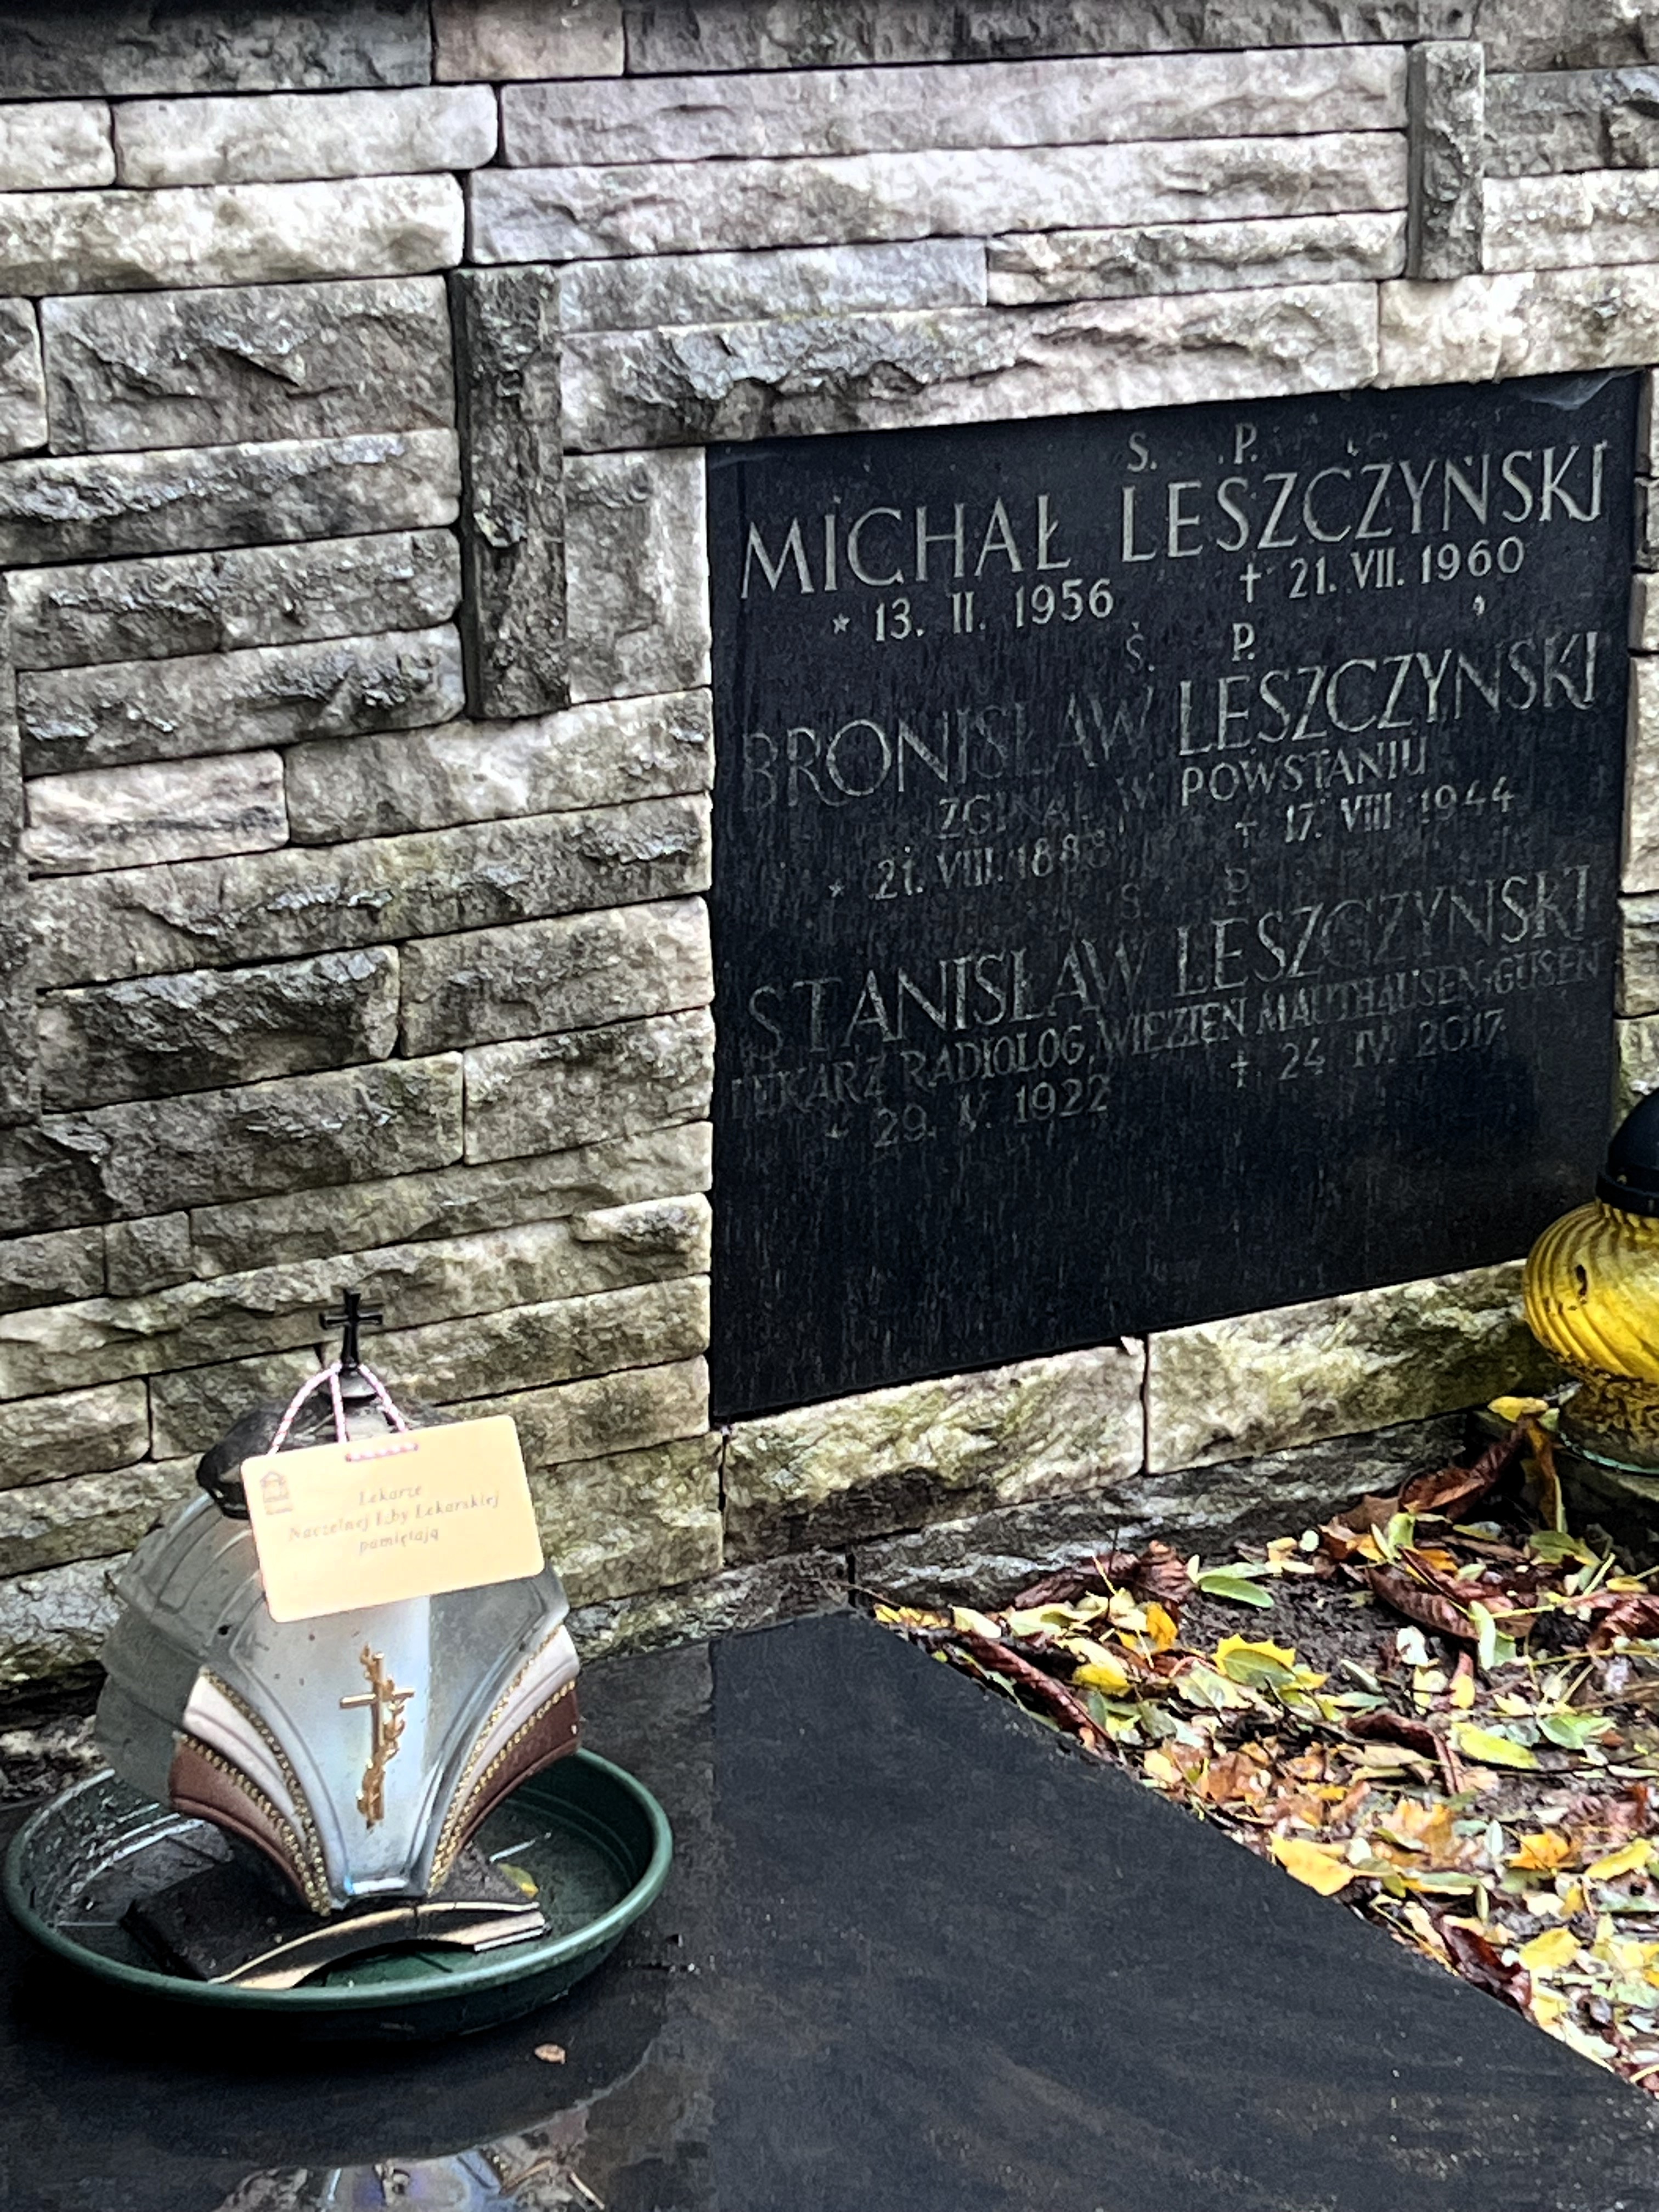 Ś. P.
MICHAŁ LESZCZYŃSKI
* 13. II. 1956 † 21. VII. 1960
Ś. P.
BRONISŁAW LESZCZYŃSKI
ZGINĄŁ W POWSTANIU
* 21. VIII. † 17. VIII. 1944
Ś. P.
STANISŁAW LESZCZYŃSKI
LEKARZ RADIOLOG, WIĘZIEŃ MAUTHAUSEN-GUSEN
* 29. V. 1922 † 24 IV. 2017
Lekarze
Naczelnej Izby Lekarskiej
pamiętają